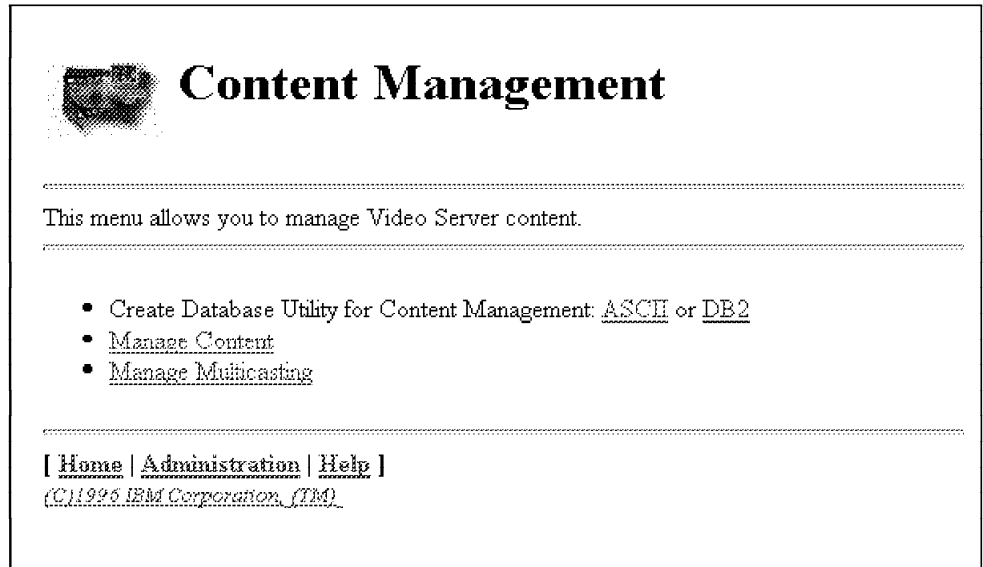 Content Management
This menu allows you to manage Video Server content.
• Create Database Utility for Content Management: ASCII or DB2
• Manage Content
• Manage Multicasting
[ Home | Administration | Help ]
(C)1996 IBM Corporation, (TM)